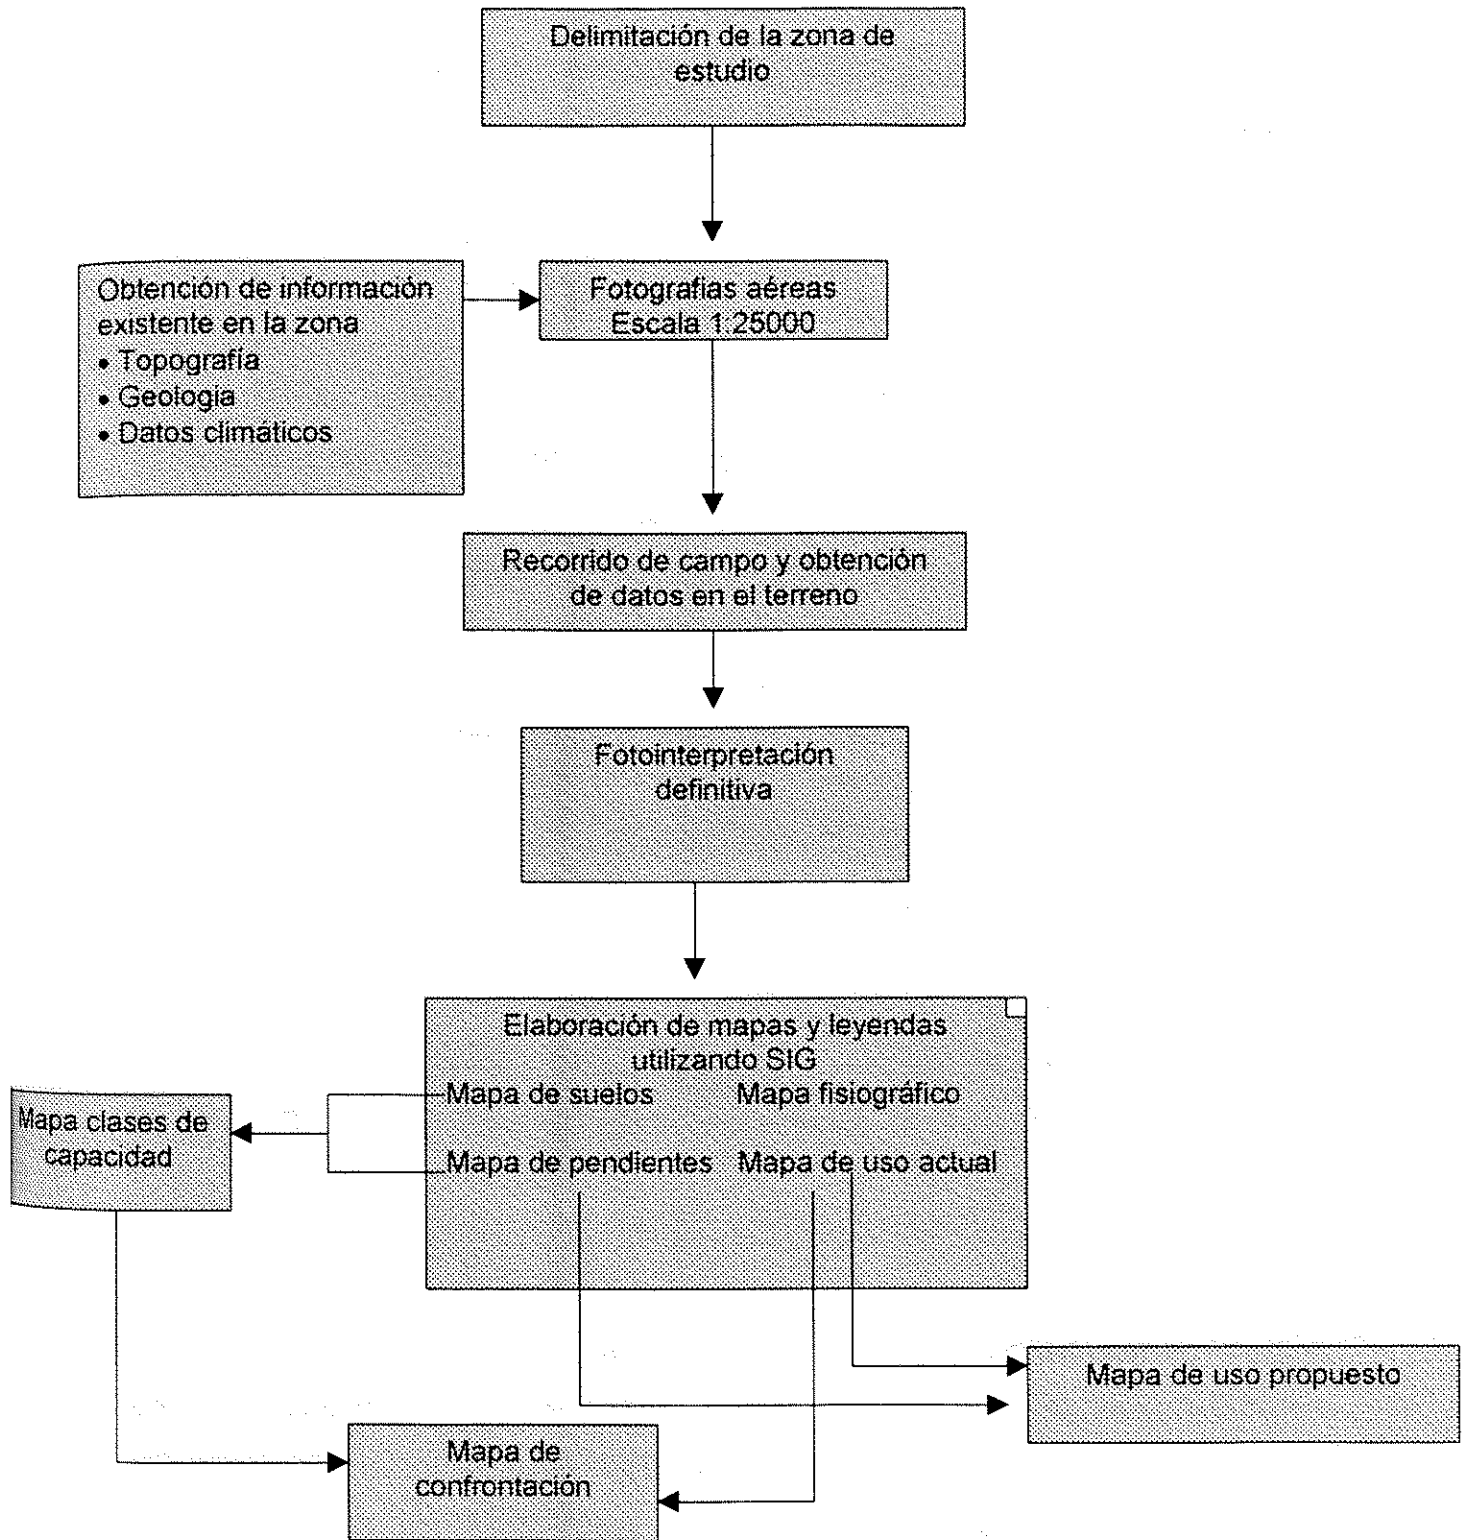 Delimitación de la zona de
estudio
Obtención de información
existente en la zona
• Topografía
• Geologia
• Datos climáticos
Fotografias aéreas
Escala 1:25000
Recorrido de campo y obtención
de datos en el terreno
Fotointerpretación
definitiva
Elaboración de mapas y leyendas
utilizando SIG
Mapa de suelos Mapa fisiográfico
Mapa de pendientes Mapa de uso actual
Mapa clases de
capacidad
Mapa de uso propuesto
Mapa de
confrontación